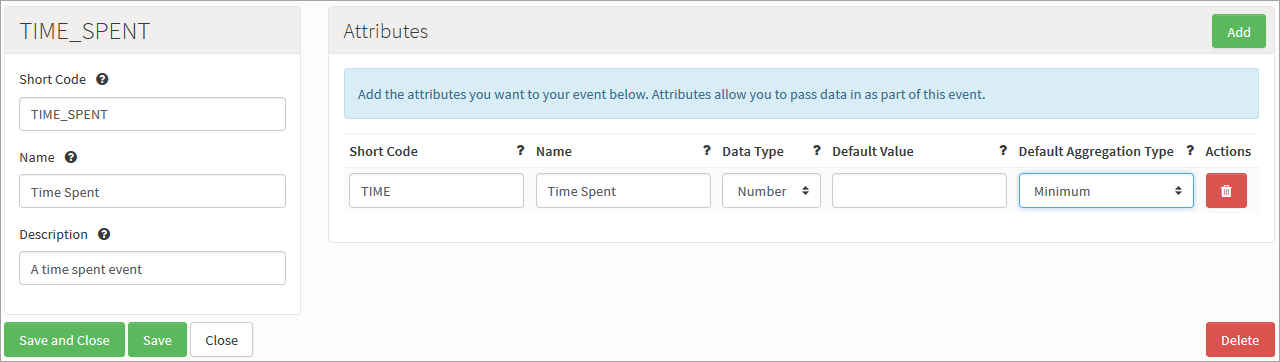 TIME_SPENT
Short Code ?
TIME_SPENT
Name ?
Time Spent
Description ?
A time spent event
Save and Close Save Close
Attributes Add
Add the attributes you want to your event below. Attributes allow you to pass data in as part of this event.
Short Code ? Name ? Data Type ? Default Value ? Default Aggregation Type ? Actions
TIME Time Spent Number Minimum
Delete